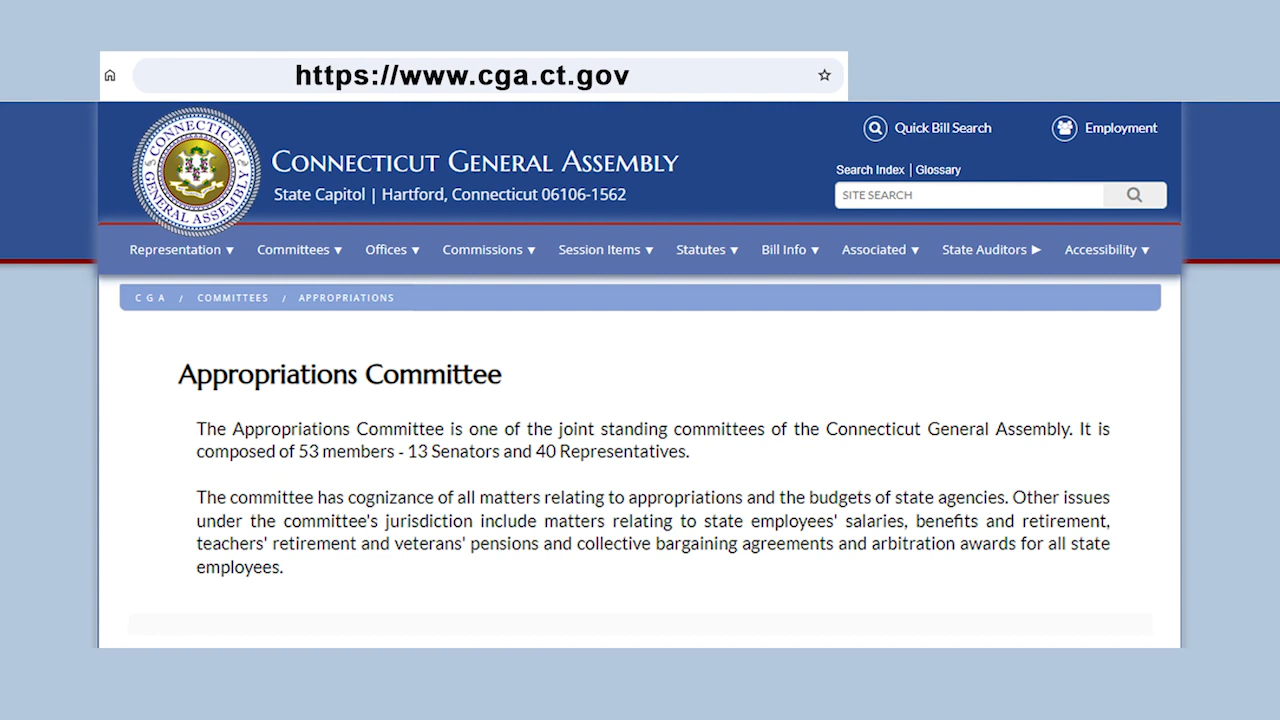 https://www.cga.ct.gov
CONNECTICUT GENERAL ASSEMBLY
CONNECTICUT GENERAL ASSEMBLY
State Capitol | Hartford, Connecticut 06106-1562
Quick Bill Search
Employment
Search Index | Glossary
SITE SEARCH
Representation ▼ Committees ▼ Offices ▼ Commissions ▼ Session Items ▼ Statutes ▼ Bill Info ▼ Associated ▼ State Auditors ► Accessibility ▼
CGA / COMMITTEES / APPROPRIATIONS
Appropriations Committee
The Appropriations Committee is one of the joint standing committees of the Connecticut General Assembly. It is
composed of 53 members - 13 Senators and 40 Representatives.
The committee has cognizance of all matters relating to appropriations and the budgets of state agencies. Other issues
under the committee's jurisdiction include matters relating to state employees' salaries, benefits and retirement,
teachers' retirement and veterans' pensions and collective bargaining agreements and arbitration awards for all state
employees.